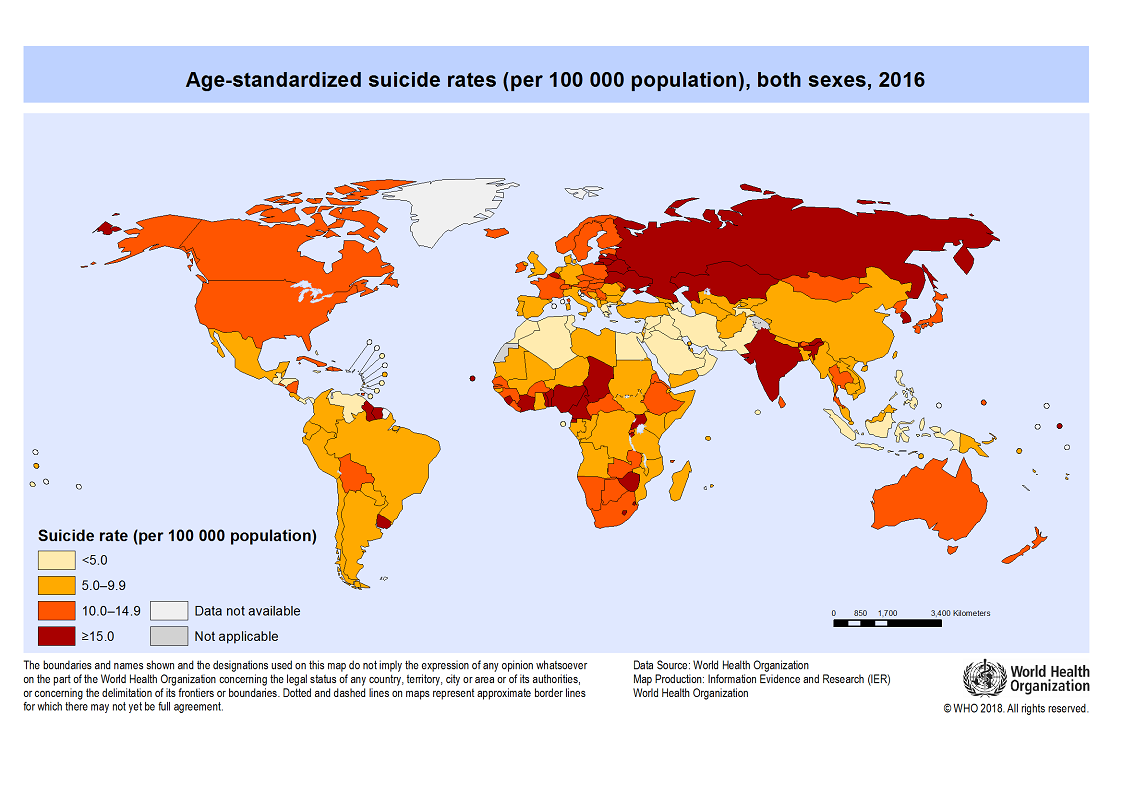 Age-standardized suicide rates (per 100 000 population), both sexes, 2016
Suicide rate (per 100 000 population)
<5.0
5.0–9.9
10.0–14.9
≥15.0
Data not available
Not applicable
0 850 1,700 3,400 Kilometers
The boundaries and names shown and the designations used on this map do not imply the expression of any opinion whatsoever
on the part of the World Health Organization concerning the legal status of any country, territory, city or area or of its authorities,
or concerning the delimitation of its frontiers or boundaries. Dotted and dashed lines on maps represent approximate border lines
for which there may not yet be full agreement.
Data Source: World Health Organization
Map Production: Information Evidence and Research (IER)
World Health Organization
World Health
Organization
© WHO 2018. All rights reserved.